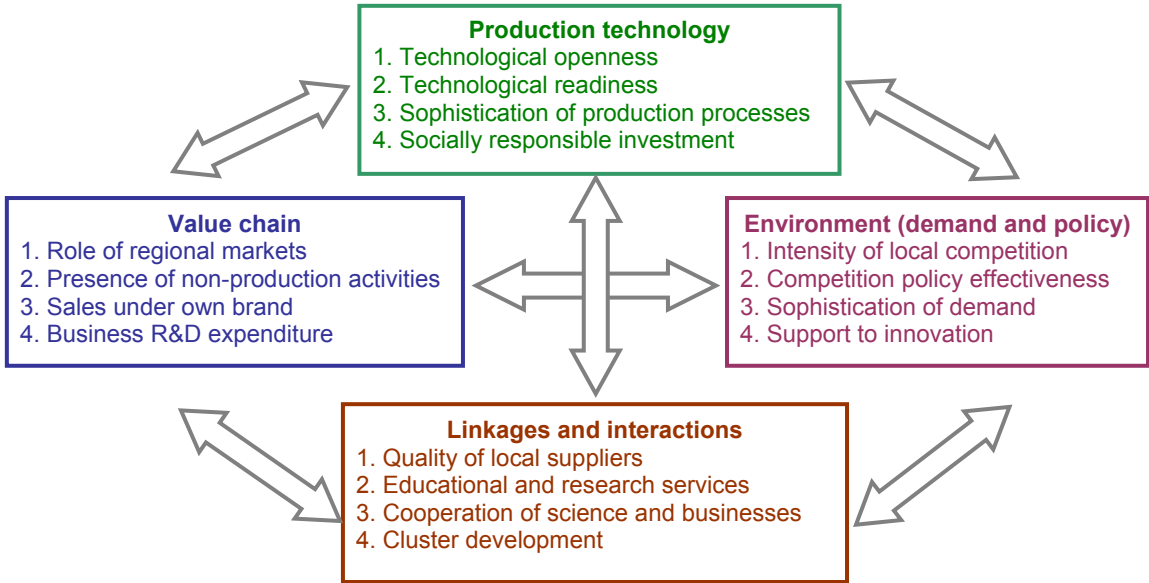 Production technology
1. Technological openness
2. Technological readiness
3. Sophistication of production processes
4. Socially responsible investment
Value chain
1. Role of regional markets
2. Presence of non-production activities
3. Sales under own brand
4. Business R&D expenditure
Environment (demand and policy)
1. Intensity of local competition
2. Competition policy effectiveness
3. Sophistication of demand
4. Support to innovation
Linkages and interactions
1. Quality of local suppliers
2. Educational and research services
3. Cooperation of science and businesses
4. Cluster development